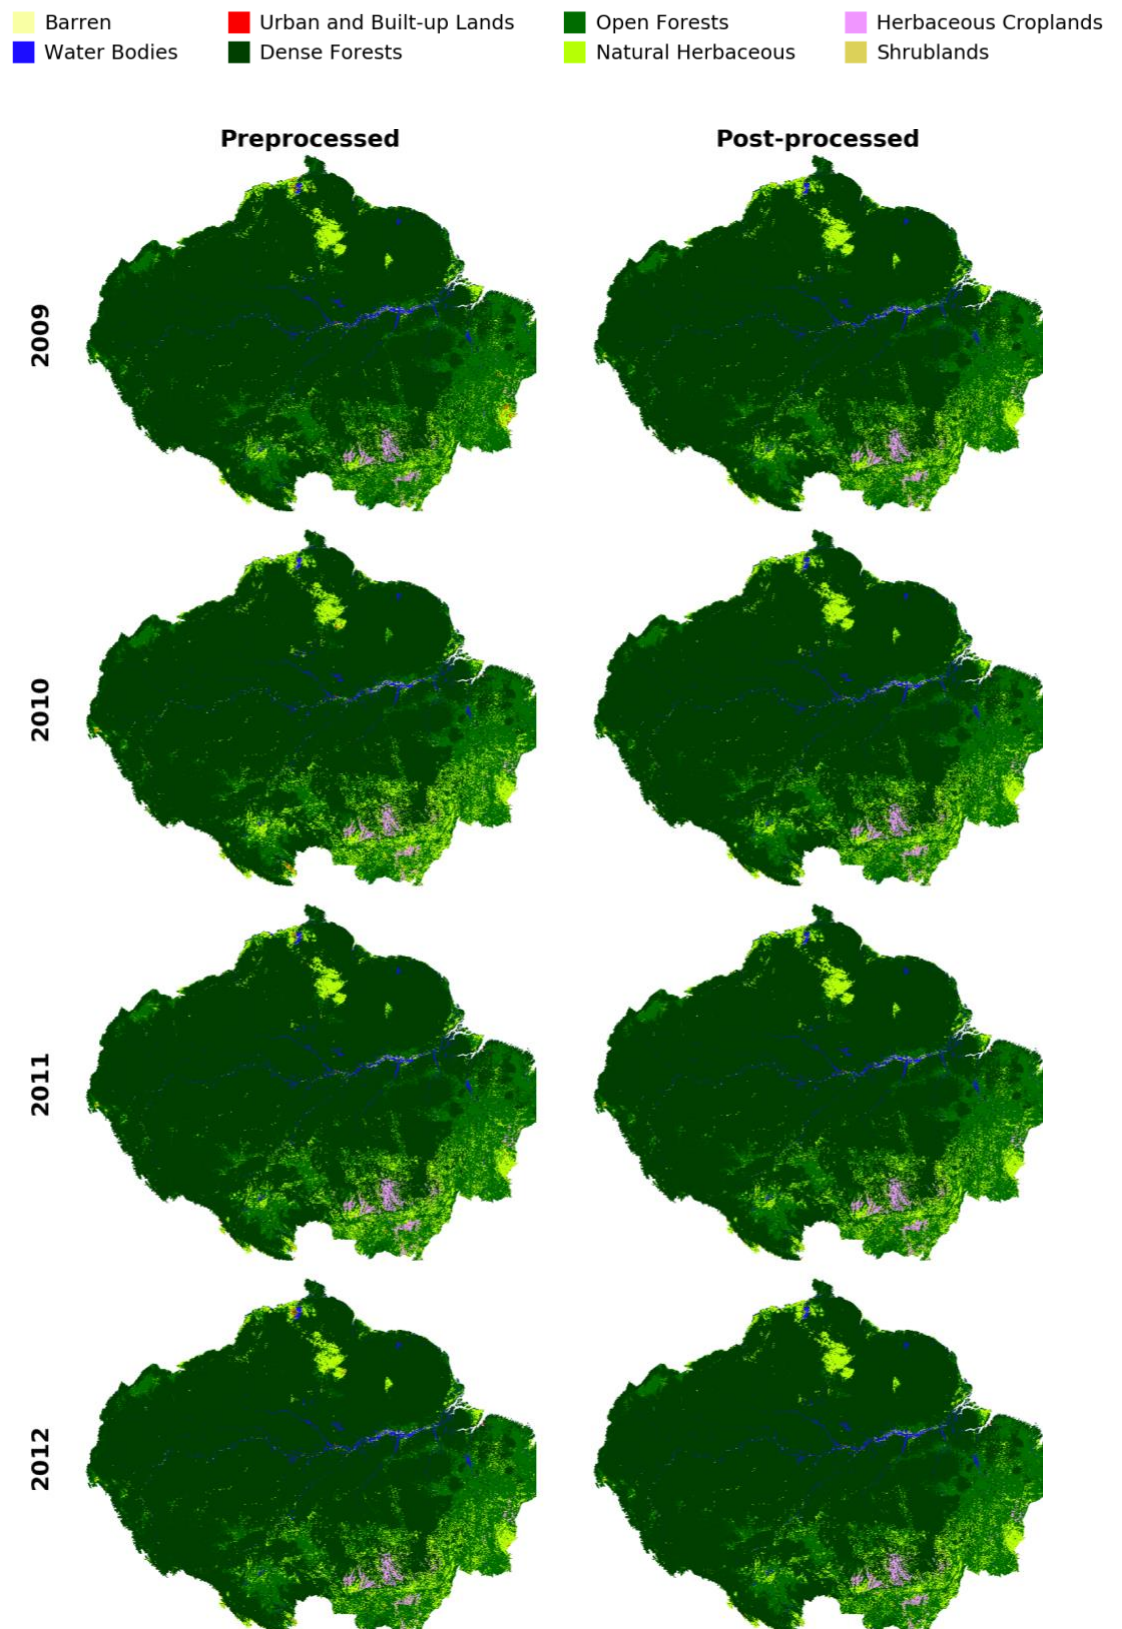 Barren Urban and Built-up Lands Open Forests Herbaceous Croplands
Water Bodies Dense Forests Natural Herbaceous Shrublands
Preprocessed Post-processed
2009
2010
2011
2012